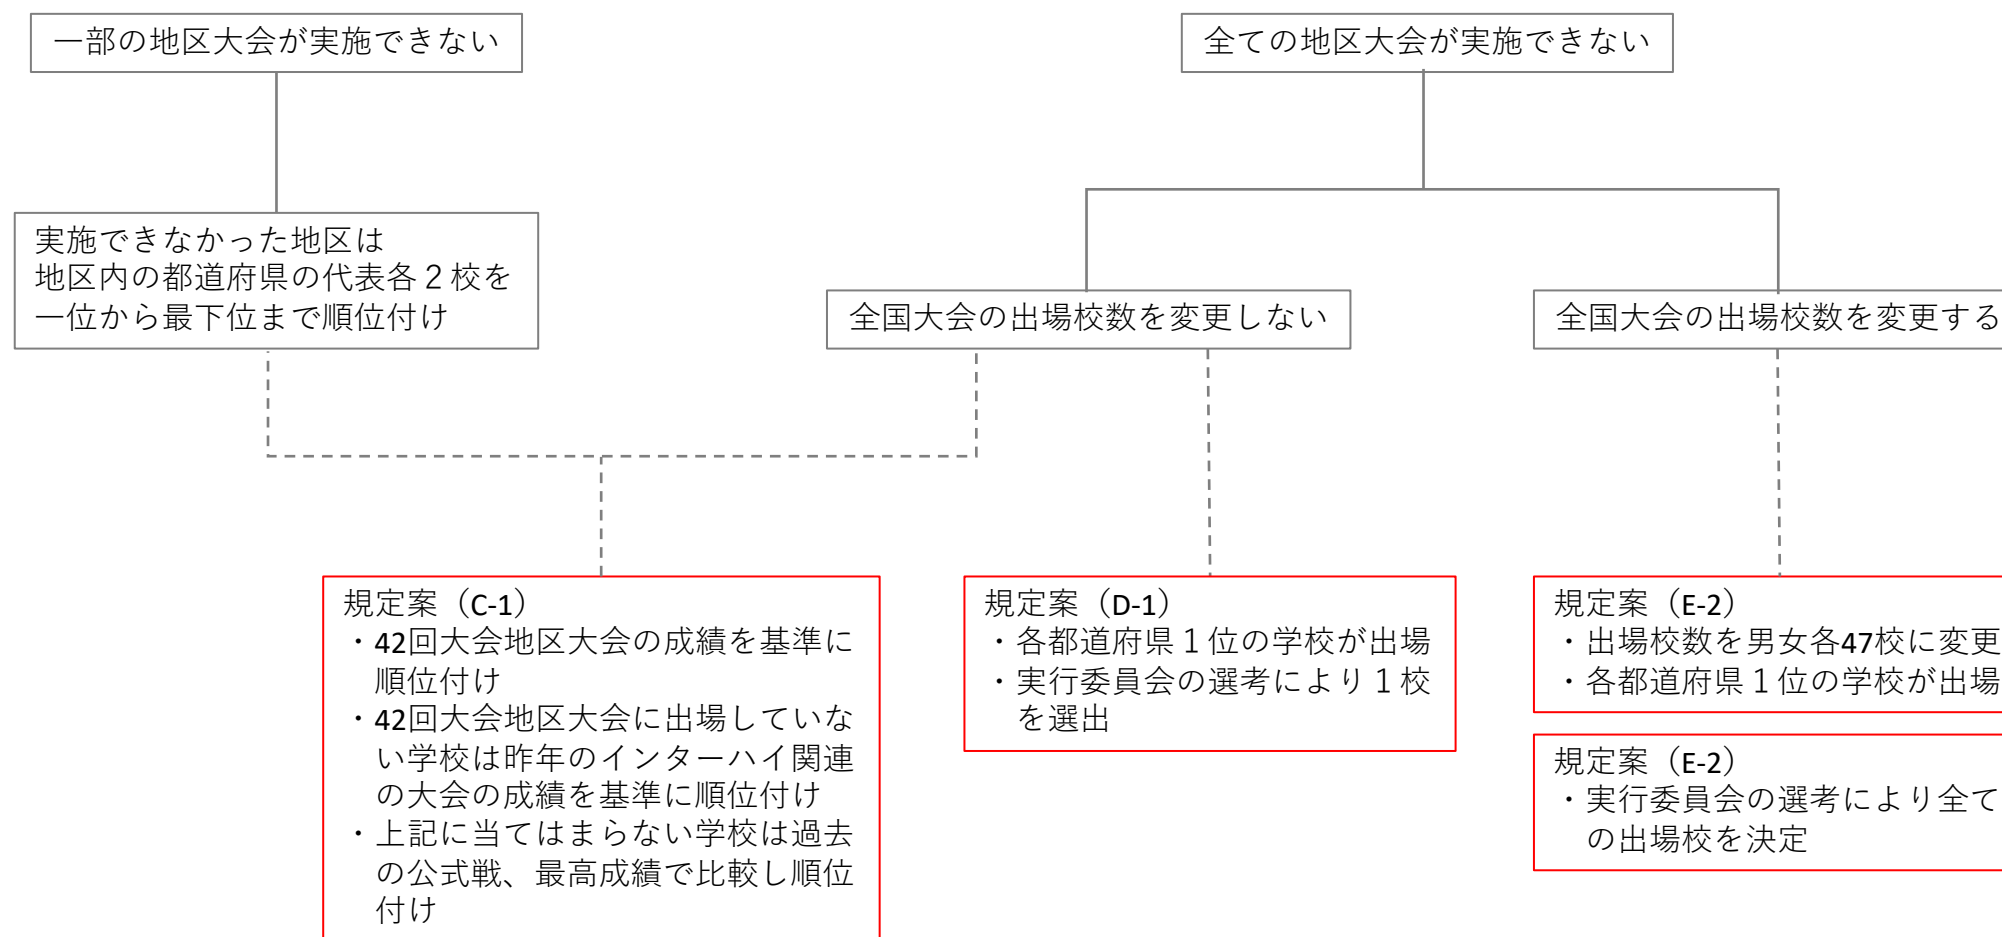 一部の地区大会が実施できない
全ての地区大会が実施できない
実施できなかった地区は
地区内の都道府県の代表各２校を
一位から最下位まで順位付け
全国大会の出場校数を変更しない
全国大会の出場校数を変更する
規定案（C-1）
・42回大会地区大会の成績を基準に
順位付け
・42回大会地区大会に出場していな
い学校は昨年のインターハイ関連
の大会の成績を基準に順位付け
・上記に当てはまらない学校は過去
の公式戦、最高成績で比較し順位
付け
規定案（D-1）
・各都道府県１位の学校が出場
・実行委員会の選考により１校
を選出
規定案（E-2）
・出場校数を男女各47校に変更
・各都道府県１位の学校が出場
規定案（E-2）
・実行委員会の選考により全て
の出場校を決定